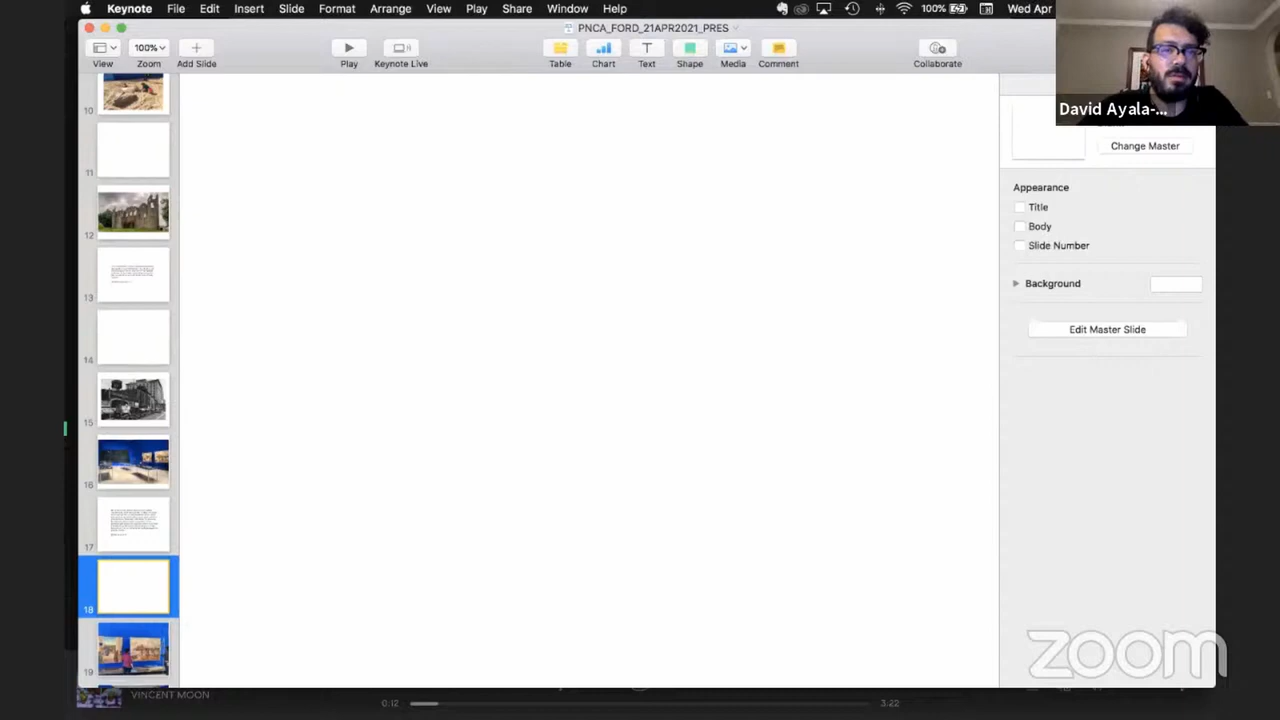 Keynote File Edit Insert Slide Format Arrange View Play Share Window Help 100% Wed Apr
PNCA_FORD_21APR2021_PRES
100%
View Zoom Add Slide Play Keynote Live Table Chart Text Shape Media Comment Collaborate
David Ayala-...
Change Master
Appearance
Title
Body
Slide Number
Background
Edit Master Slide
10
11
12
13
14
15
16
17
18
19
zoom
VINCENT MOON
0:12
3:22